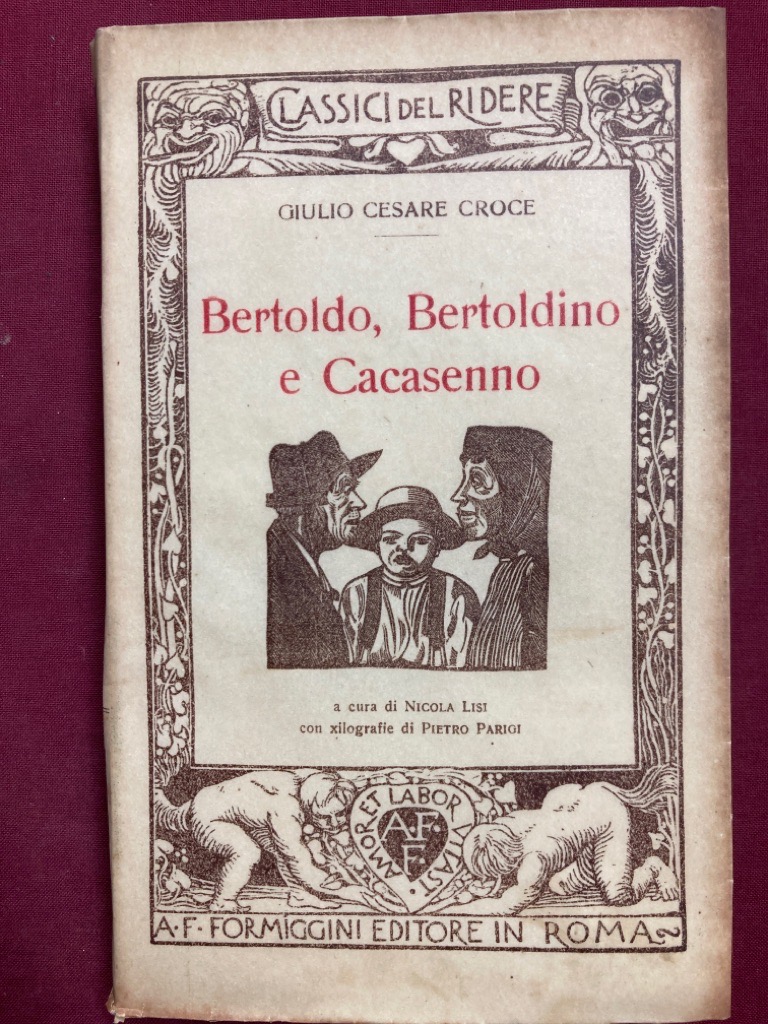 CLASSICI DEL RIDERE
GIULIO CESARE CROCE
Bertoldo, Bertoldino
e Cacasenno
a cura di NICOLA LISI
con xilografie di PIETRO PARIGI
AMOR ET LABOR VITAST
A. F.
F.
A. F. FORMIGGINI EDITORE IN ROMA